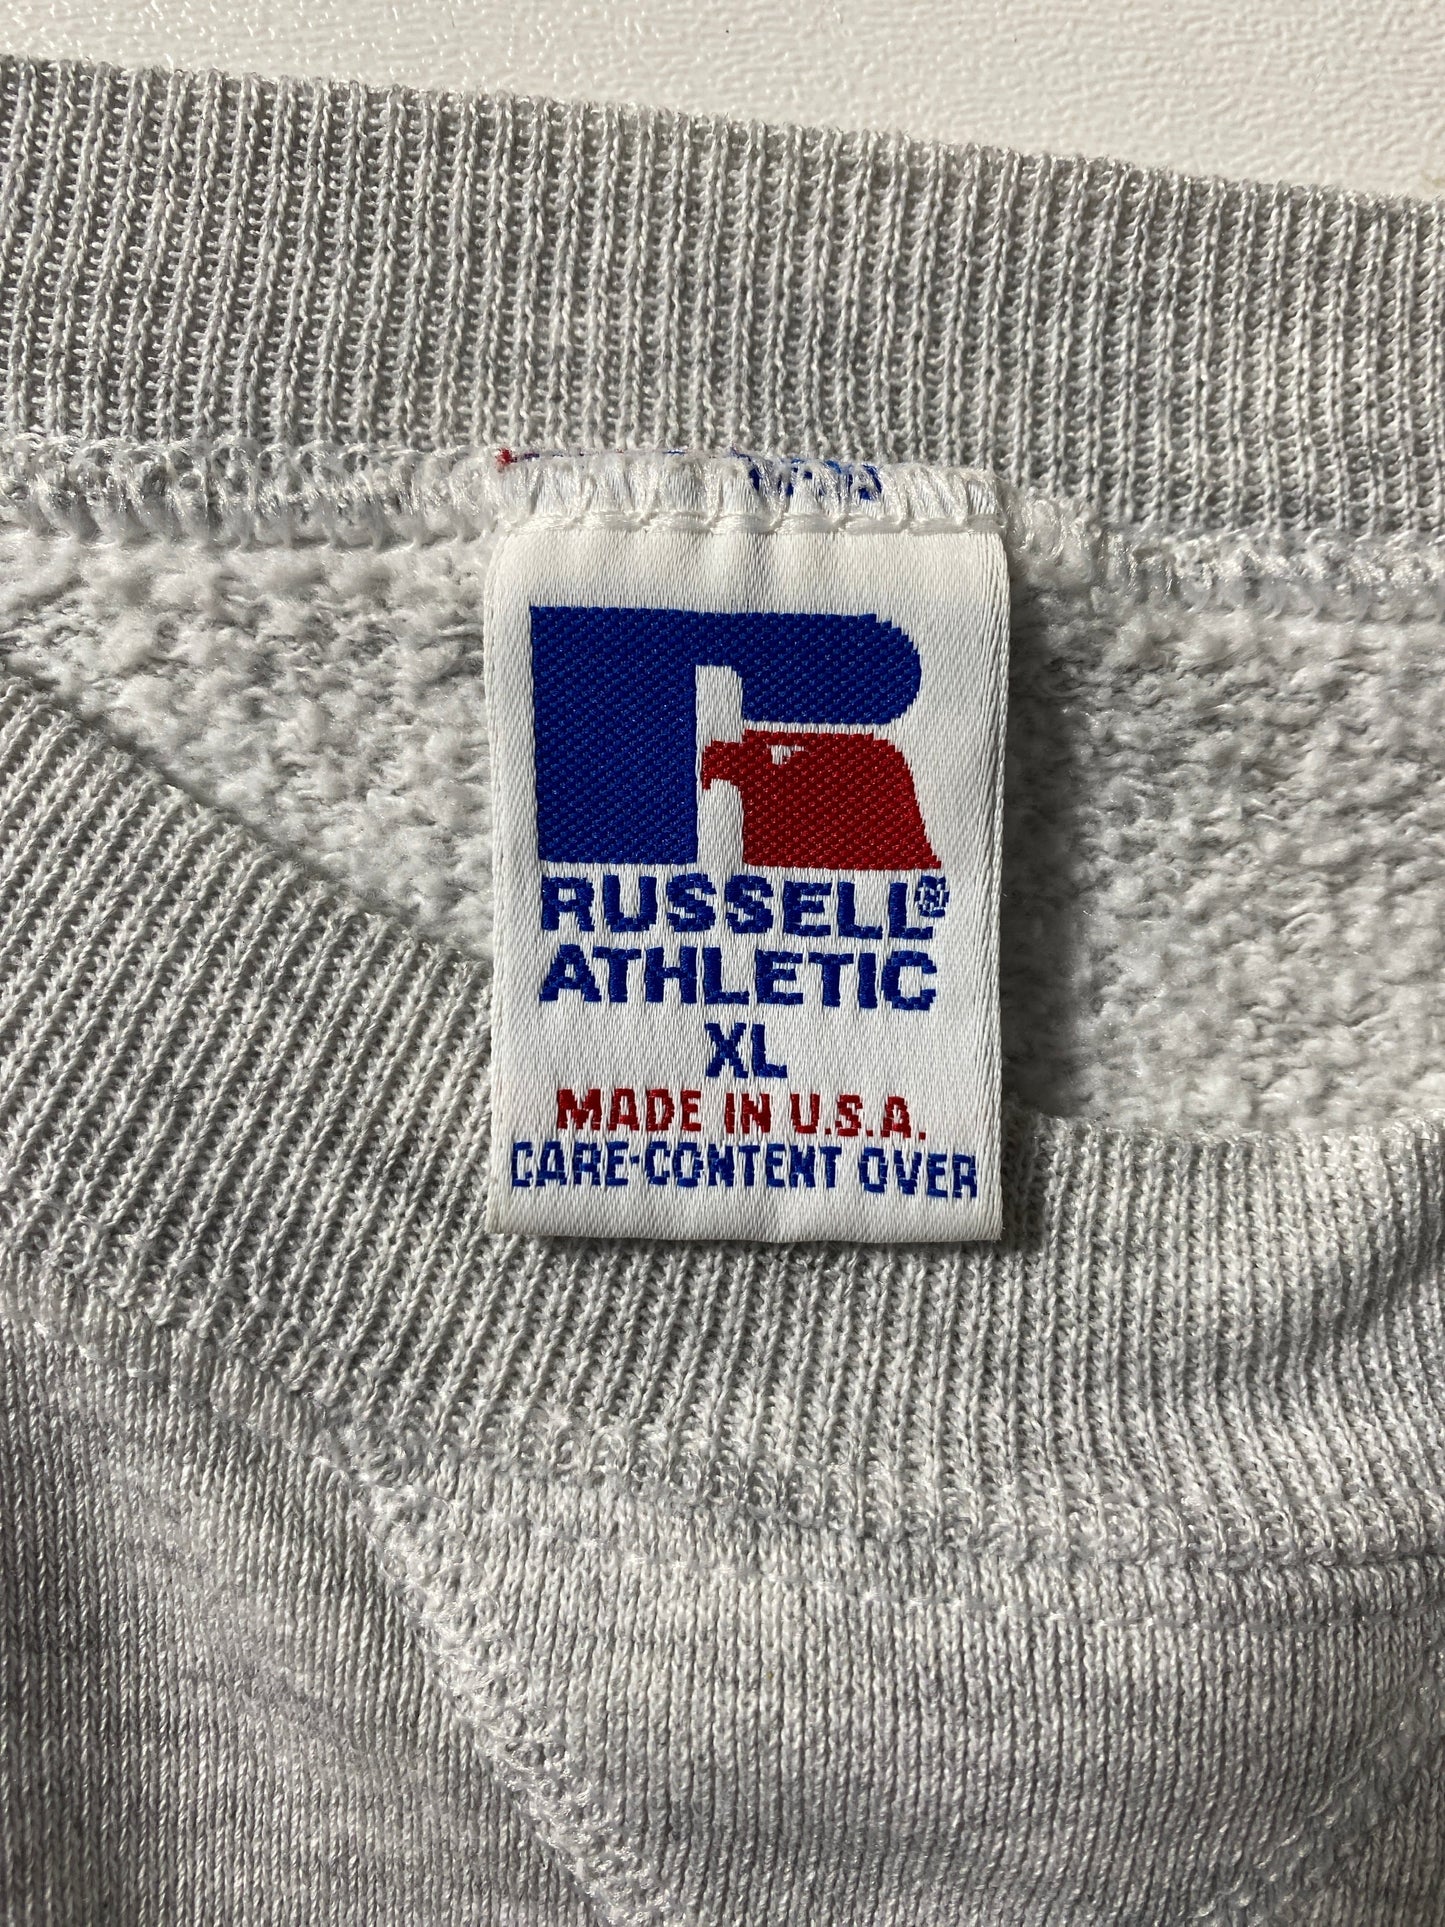 RUSSELL®
ATHLETIC
XL
MADE IN U.S.A.
CARE-CONTENT OVER